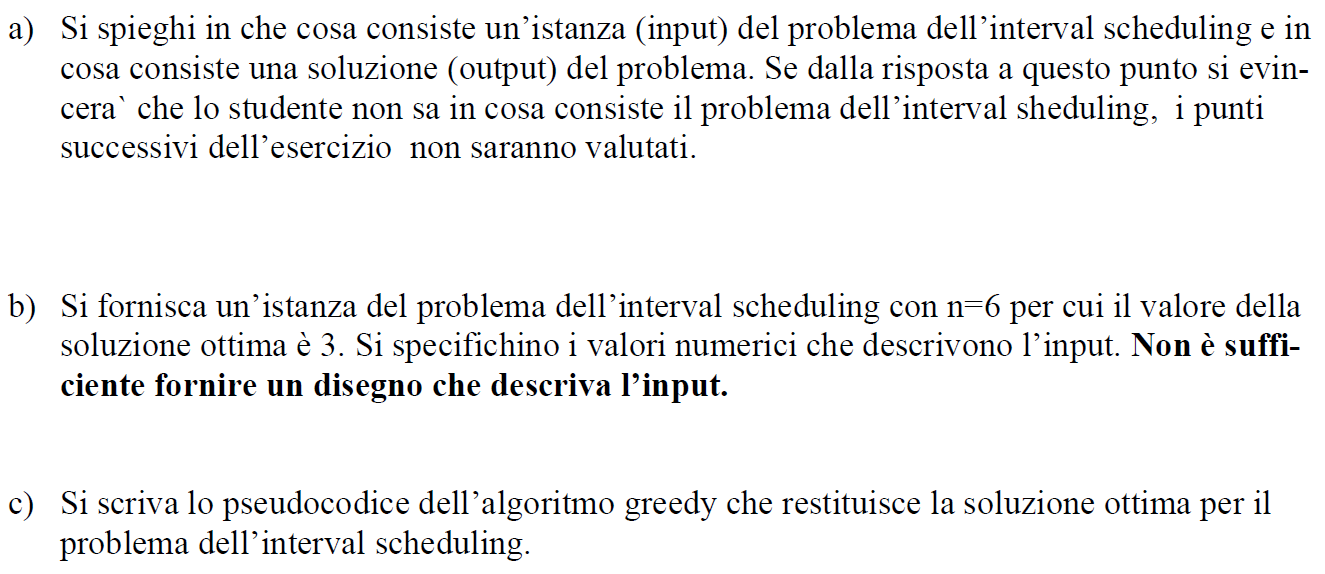 a) Si spieghi in che cosa consiste un’istanza (input) del problema dell’interval scheduling e in
cosa consiste una soluzione (output) del problema. Se dalla risposta a questo punto si evin-
cera` che lo studente non sa in cosa consiste il problema dell’interval sheduling, i punti
successivi dell’esercizio non saranno valutati.
b) Si fornisca un’istanza del problema dell’interval scheduling con n=6 per cui il valore della
soluzione ottima è 3. Si specifichino i valori numerici che descrivono l’input. Non è suffi-
ciente fornire un disegno che descriva l’input.
c) Si scriva lo pseudocodice dell’algoritmo greedy che restituisce la soluzione ottima per il
problema dell’interval scheduling.